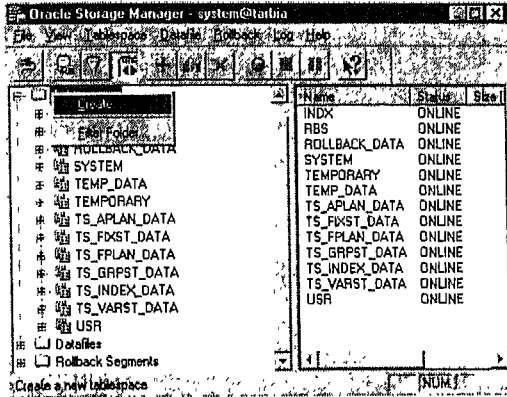 Oracle Storage Manager - system@tarbia
File View Tablespace Datafile Rollback Log Help
Create
Filter Folder
ROLLBACK_DATA
SYSTEM
TEMP_DATA
TEMPORARY
TS_APLAN_DATA
TS_FIXST_DATA
TS_FPLAN_DATA
TS_GRPST_DATA
TS_INDEX_DATA
TS_VARST_DATA
USR
Datafiles
Rollback Segments
Name Status Size
INDX ONLINE
RBS ONLINE
ROLLBACK_DATA ONLINE
SYSTEM ONLINE
TEMPORARY ONLINE
TEMP_DATA ONLINE
TS_APLAN_DATA ONLINE
TS_FIXST_DATA ONLINE
TS_FPLAN_DATA ONLINE
TS_GRPST_DATA ONLINE
TS_INDEX_DATA ONLINE
TS_VARST_DATA ONLINE
USR ONLINE
Create a new tablespace
NUM